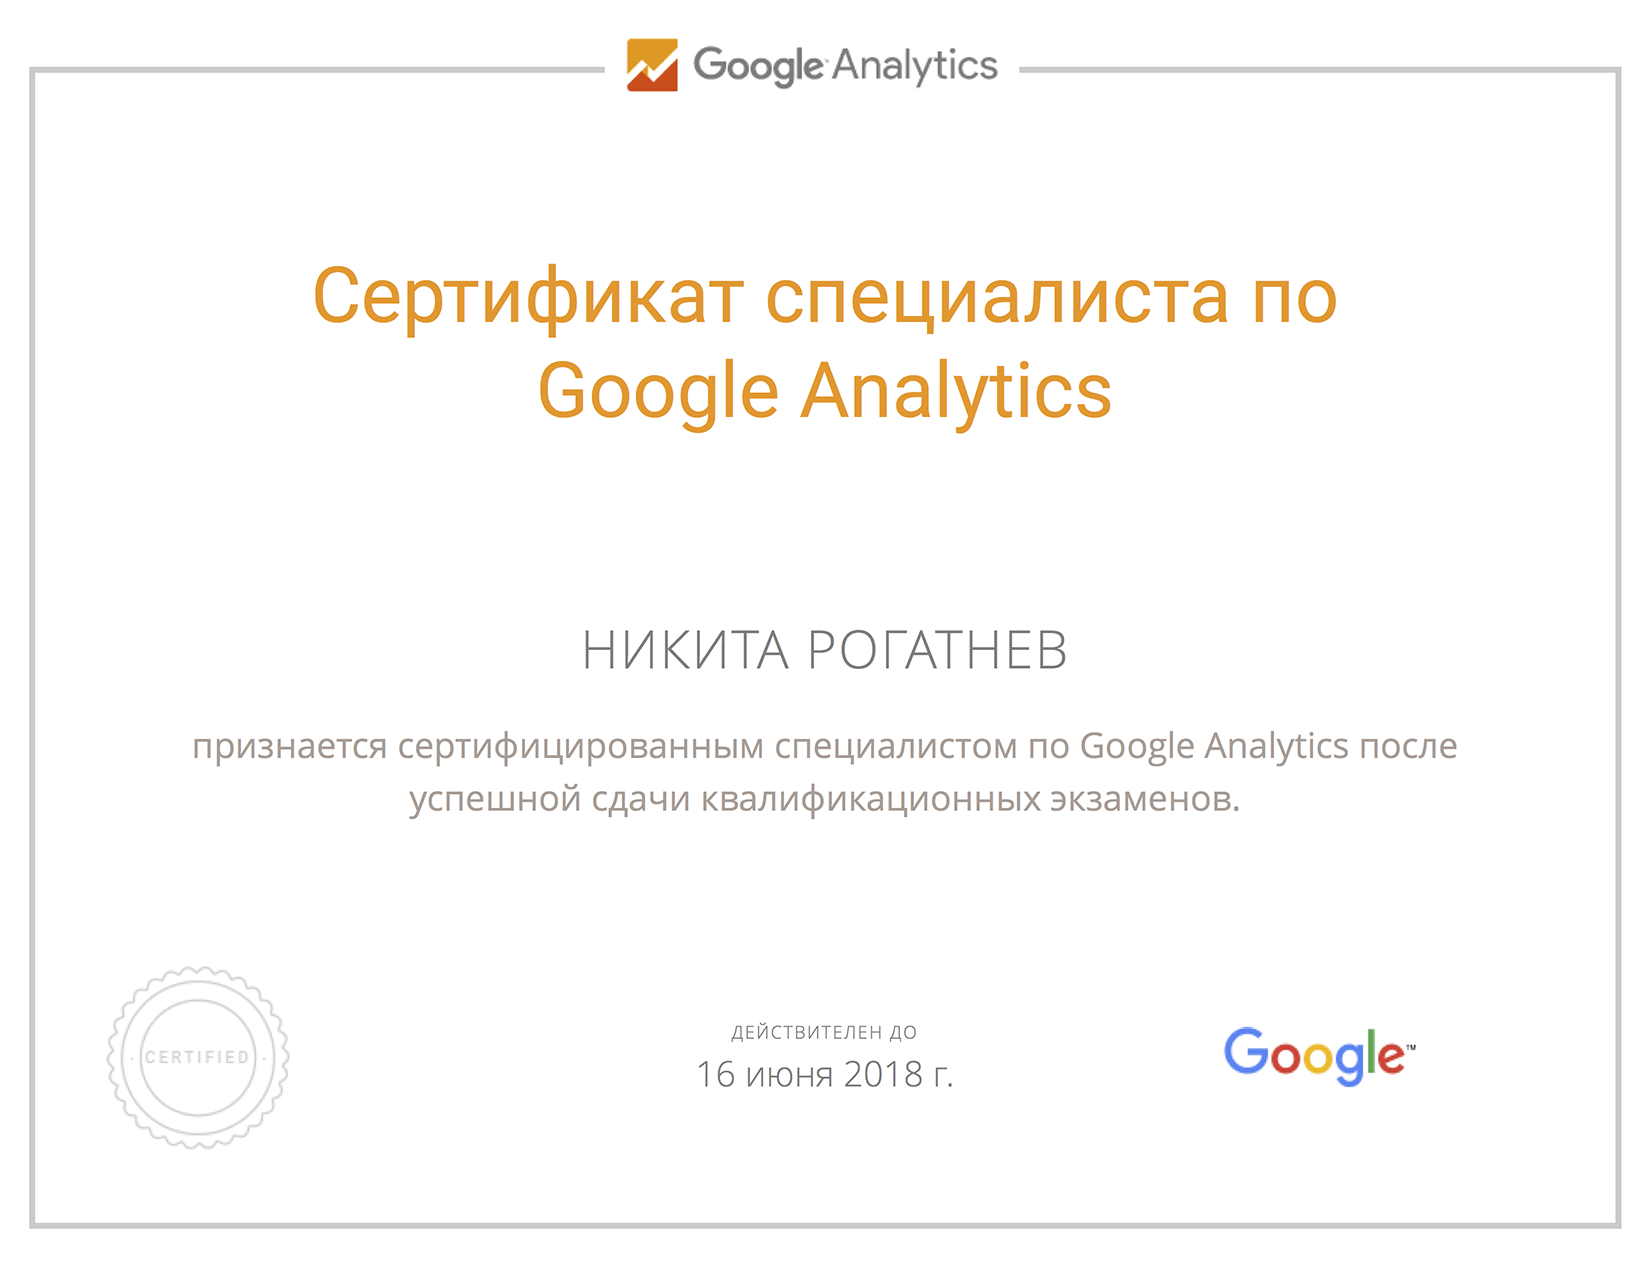 Google Analytics
Сертификат специалиста по
Google Analytics
НИКИТА РОГАТНЕВ
признается сертифицированным специалистом по Google Analytics после
успешной сдачи квалификационных экзаменов.
· CERTIFIED ·
ДЕЙСТВИТЕЛЕН ДО
16 июня 2018 г.
Google™